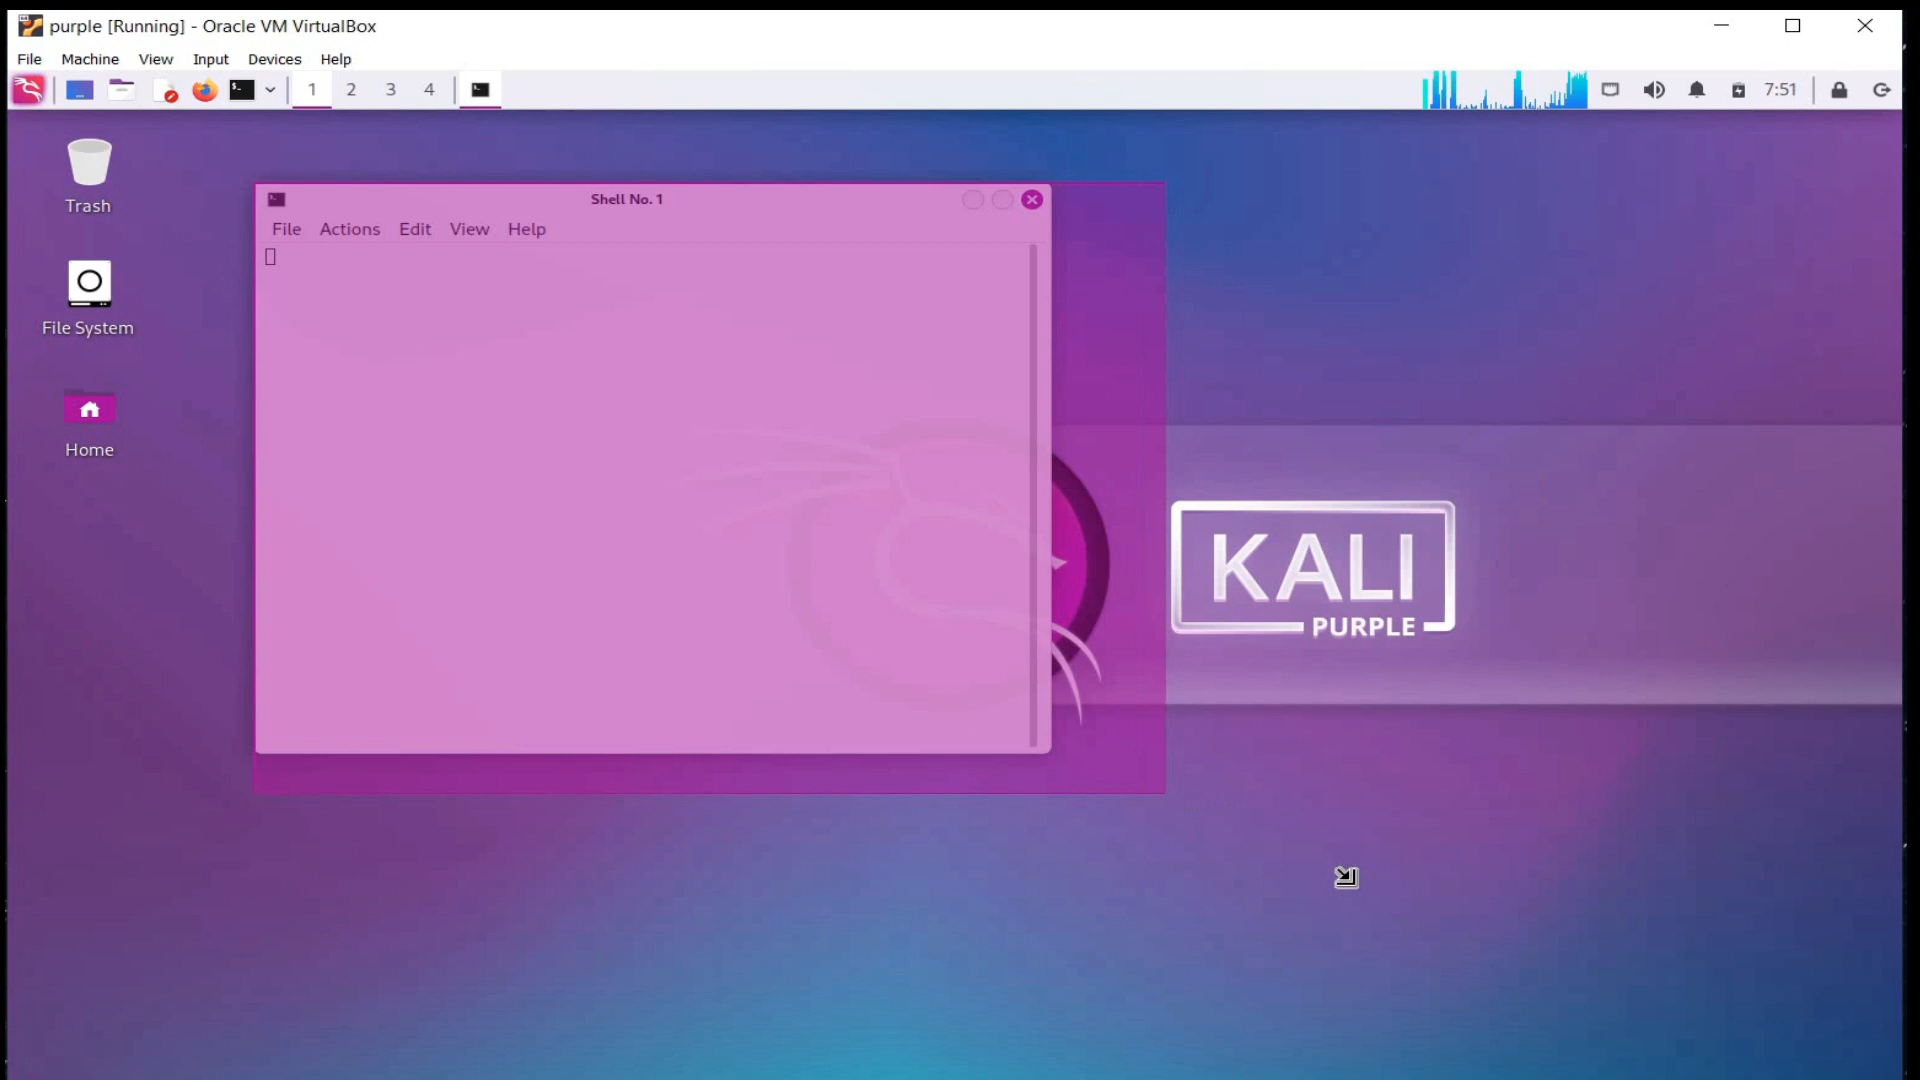 purple [Running] - Oracle VM VirtualBox
File Machine View Input Devices Help
1 2 3 4 7:51
Trash
File System
Home
Shell No. 1
File Actions Edit View Help
KALI
PURPLE